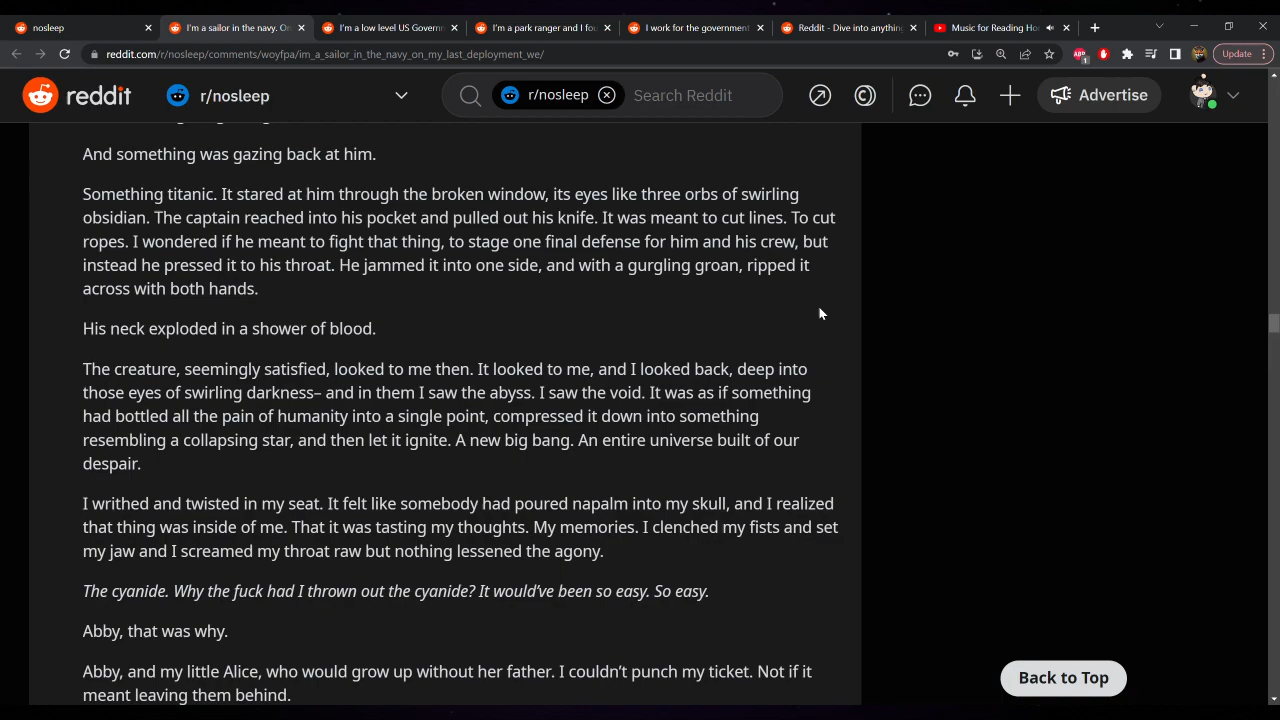 nosleep
I'm a sailor in the navy. On
I'm a low level US Governm
I'm a park ranger and I fou
I work for the government
Reddit - Dive into anything
Music for Reading Ho
reddit.com/r/nosleep/comments/woyfpa/im_a_sailor_in_the_navy_on_my_last_deployment_we/
ABP
1
Update
reddit
r/nosleep
r/nosleep
Search Reddit
Advertise
And something was gazing back at him.
Something titanic. It stared at him through the broken window, its eyes like three orbs of swirling
obsidian. The captain reached into his pocket and pulled out his knife. It was meant to cut lines. To cut
ropes. I wondered if he meant to fight that thing, to stage one final defense for him and his crew, but
instead he pressed it to his throat. He jammed it into one side, and with a gurgling groan, ripped it
across with both hands.
His neck exploded in a shower of blood.
The creature, seemingly satisfied, looked to me then. It looked to me, and I looked back, deep into
those eyes of swirling darkness– and in them I saw the abyss. I saw the void. It was as if something
had bottled all the pain of humanity into a single point, compressed it down into something
resembling a collapsing star, and then let it ignite. A new big bang. An entire universe built of our
despair.
I writhed and twisted in my seat. It felt like somebody had poured napalm into my skull, and I realized
that thing was inside of me. That it was tasting my thoughts. My memories. I clenched my fists and set
my jaw and I screamed my throat raw but nothing lessened the agony.
The cyanide. Why the fuck had I thrown out the cyanide? It would've been so easy. So easy.
Abby, that was why.
Abby, and my little Alice, who would grow up without her father. I couldn't punch my ticket. Not if it
meant leaving them behind.
Back to Top